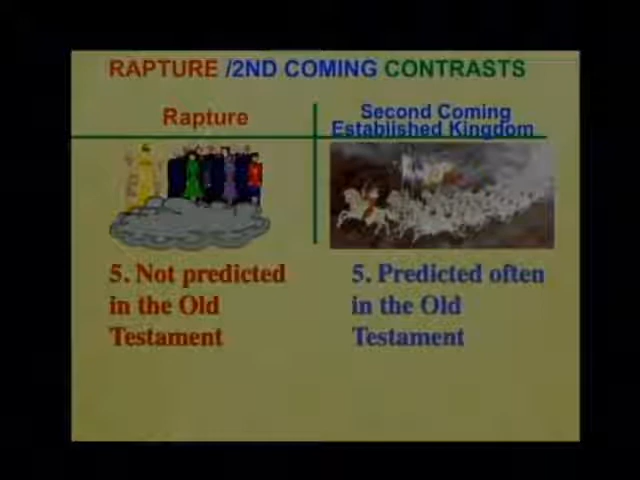 RAPTURE /2ND COMING CONTRASTS
Rapture
Second Coming
Established Kingdom
5. Not predicted
in the Old
Testament
5. Predicted often
in the Old
Testament